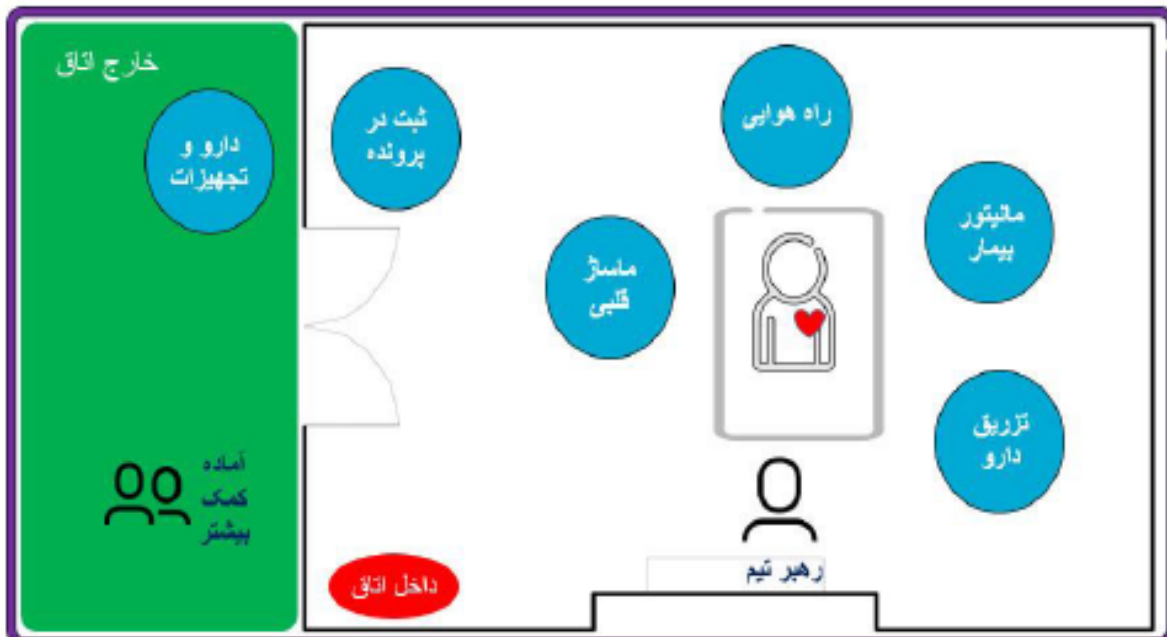 خارج اتاق
دارو و
تجهیزات
ثبت در
پرونده
راه هوایی
مانیتور
بیمار
ماساژ
قلبی
تزریق
دارو
آماده
کمک
بیشتر
رهبر تیم
داخل اتاق